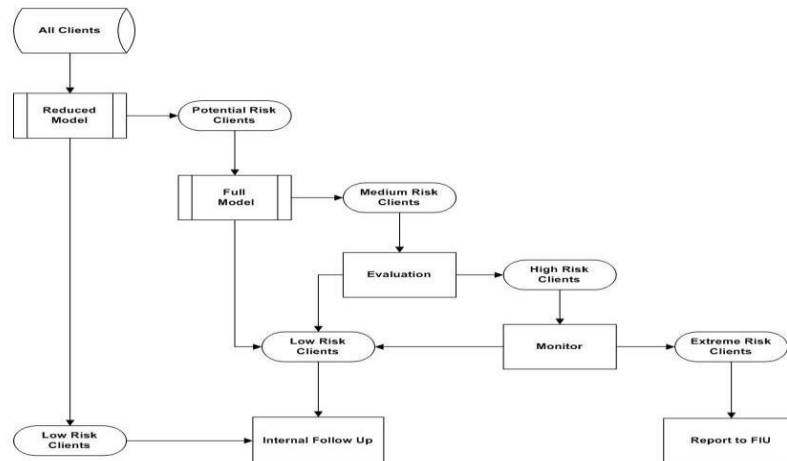 All Clients
Reduced
Model
Potential Risk
Clients
Full
Model
Medium Risk
Clients
Evaluation
High Risk
Clients
Low Risk
Clients
Monitor
Extreme Risk
Clients
Low Risk
Clients
Internal Follow Up
Report to FIU